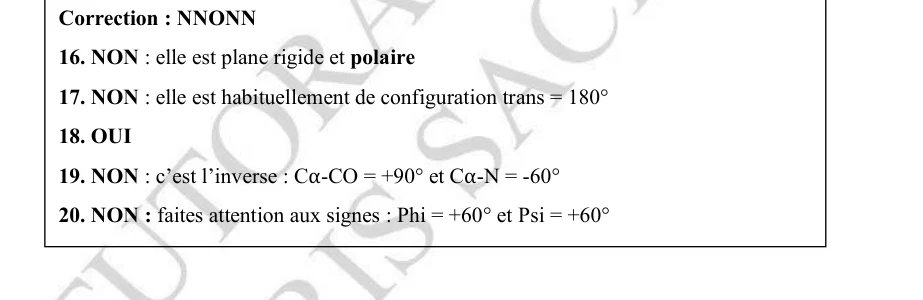 Correction : NNONN
16. NON : elle est plane rigide et polaire
17. NON : elle est habituellement de configuration trans = 180°
18. OUI
19. NON : c’est l’inverse : Cα-CO = +90° et Cα-N = -60°
20. NON : faites attention aux signes : Phi = +60° et Psi = +60°